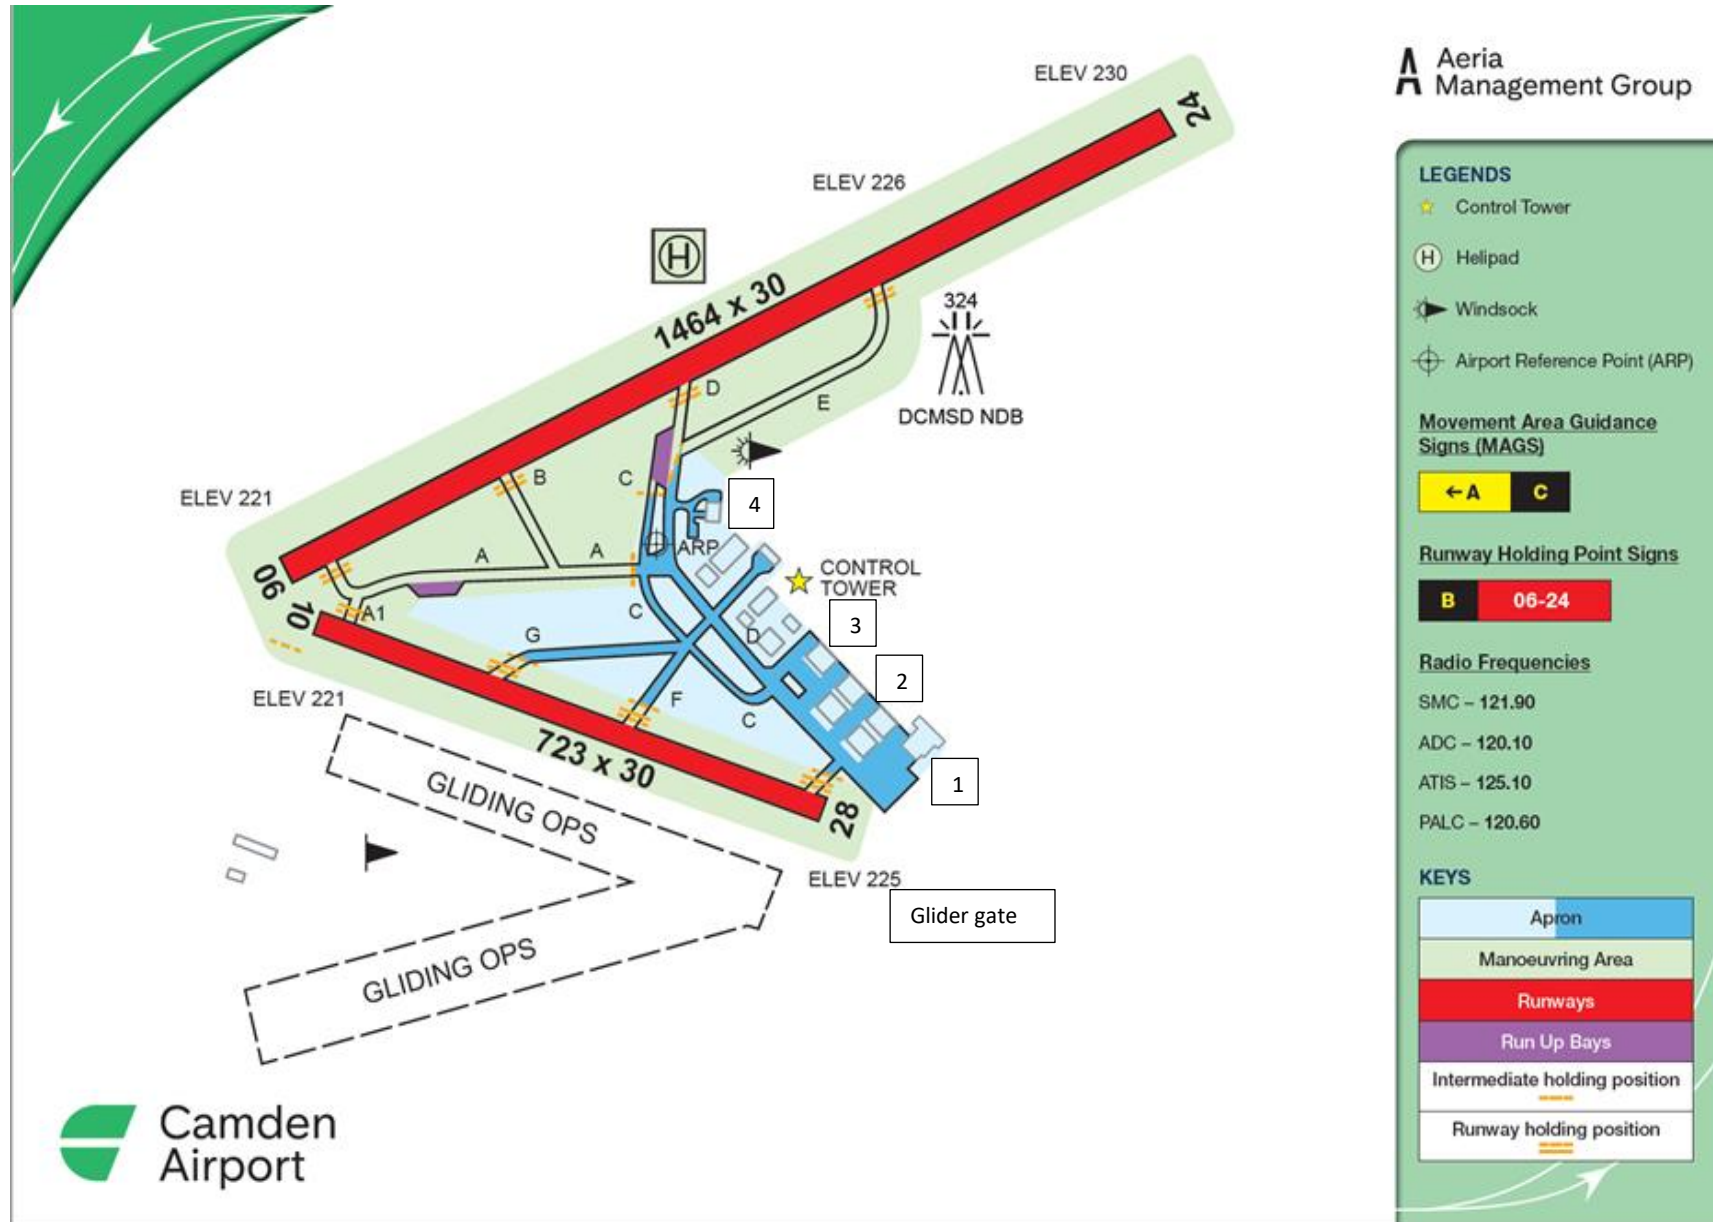 ELEV 230
24
ELEV 226
H
1464 x 30
324
DCMSD NDB
D
E
B
C
ELEV 221
4
A
A
ARP
06
10
A1
CONTROL
TOWER
C
G
D
3
2
ELEV 221
F
C
723 x 30
1
28
GLIDING OPS
ELEV 225
Glider gate
GLIDING OPS
Camden
Airport
Aeria
Management Group
LEGENDS
Control Tower
H Helipad
Windsock
Airport Reference Point (ARP)
Movement Area Guidance
Signs (MAGS)
←A C
Runway Holding Point Signs
B 06-24
Radio Frequencies
SMC – 121.90
ADC – 120.10
ATIS – 125.10
PALC – 120.60
KEYS
Apron
Manoeuvring Area
Runways
Run Up Bays
Intermediate holding position
Runway holding position